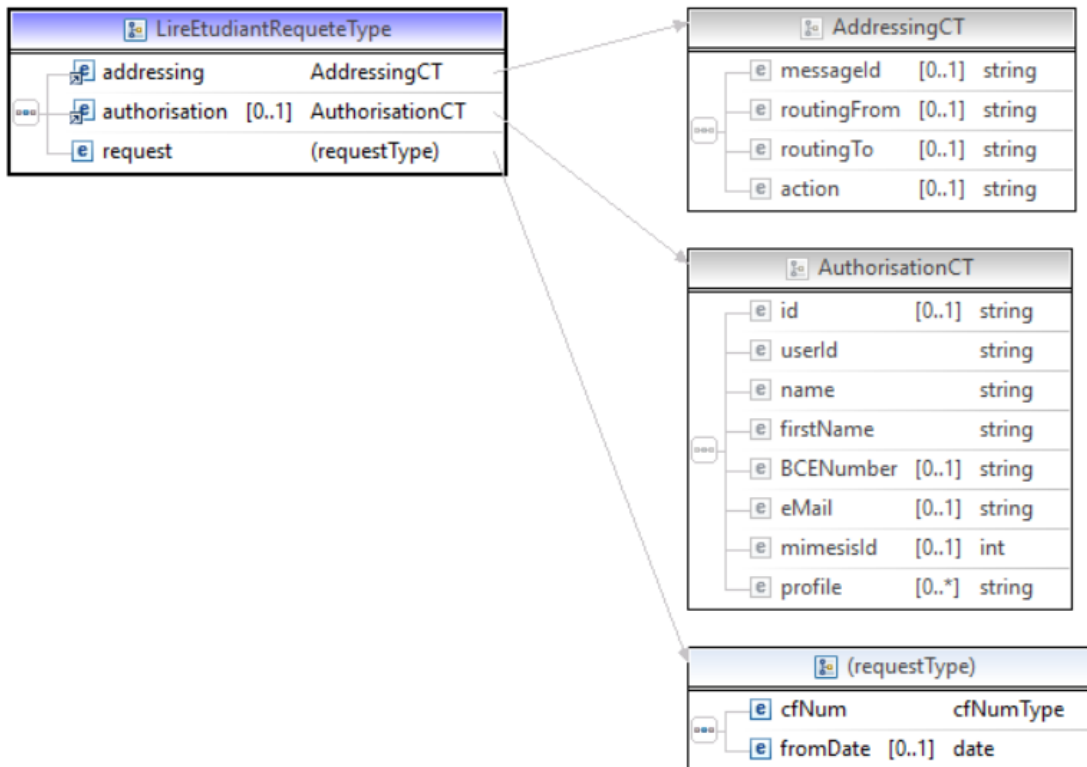 LireEtudiantRequeteType
addressing AddressingCT
authorisation [0..1] AuthorisationCT
request (requestType)
AddressingCT
messageId [0..1] string
routingFrom [0..1] string
routingTo [0..1] string
action [0..1] string
AuthorisationCT
id [0..1] string
userId string
name string
firstName string
BCENumber [0..1] string
eMail [0..1] string
mimesisId [0..1] int
profile [0..*] string
(requestType)
cfNum cfNumType
fromDate [0..1] date